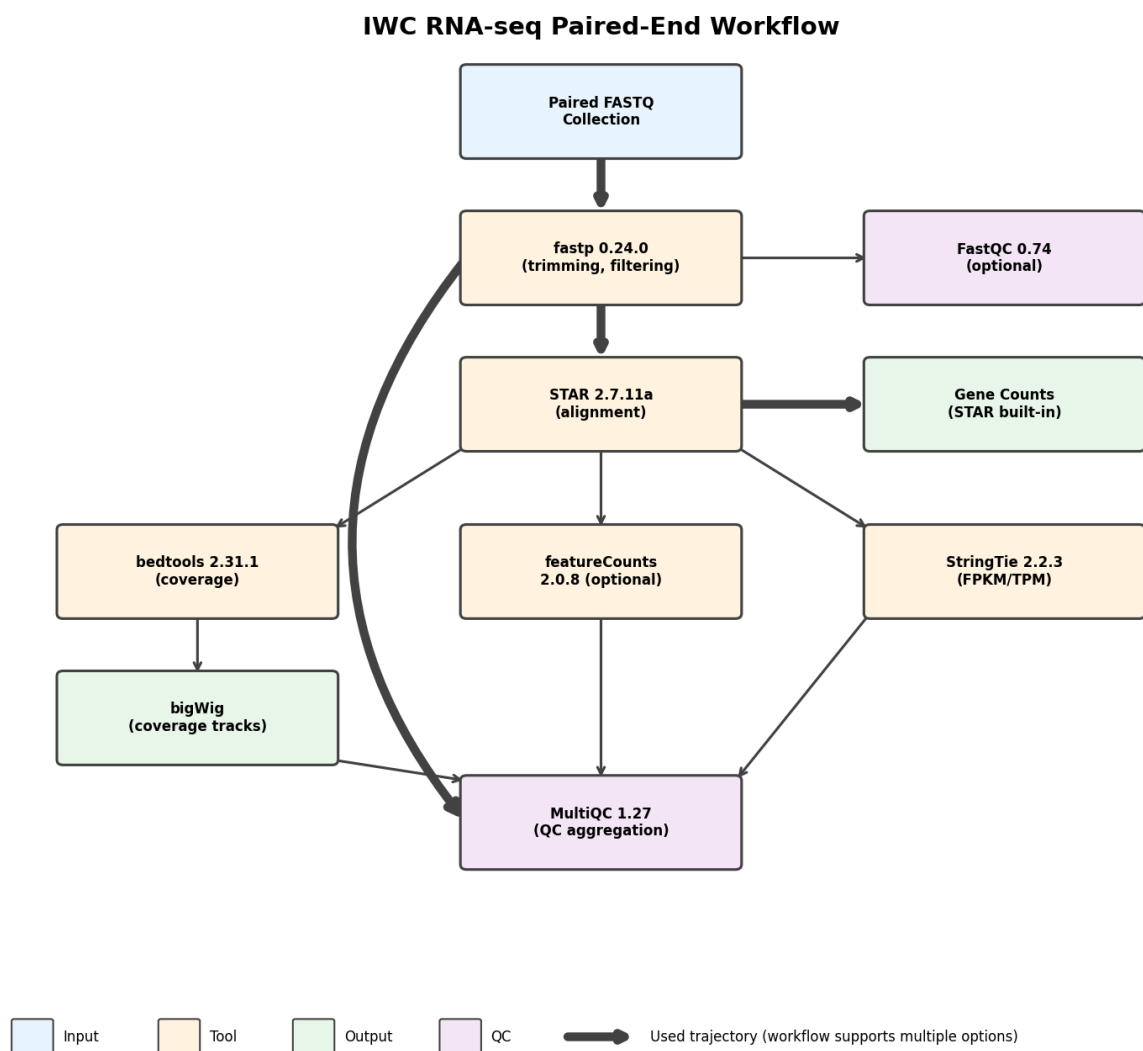 IWC RNA-seq Paired-End Workflow
Paired FASTQ
Collection
fastp 0.24.0
(trimming, filtering)
FastQC 0.74
(optional)
STAR 2.7.11a
(alignment)
Gene Counts
(STAR built-in)
bedtools 2.31.1
(coverage)
featureCounts
2.0.8 (optional)
StringTie 2.2.3
(FPKM/TPM)
bigWig
(coverage tracks)
MultiQC 1.27
(QC aggregation)
Input
Tool
Output
QC
Used trajectory (workflow supports multiple options)